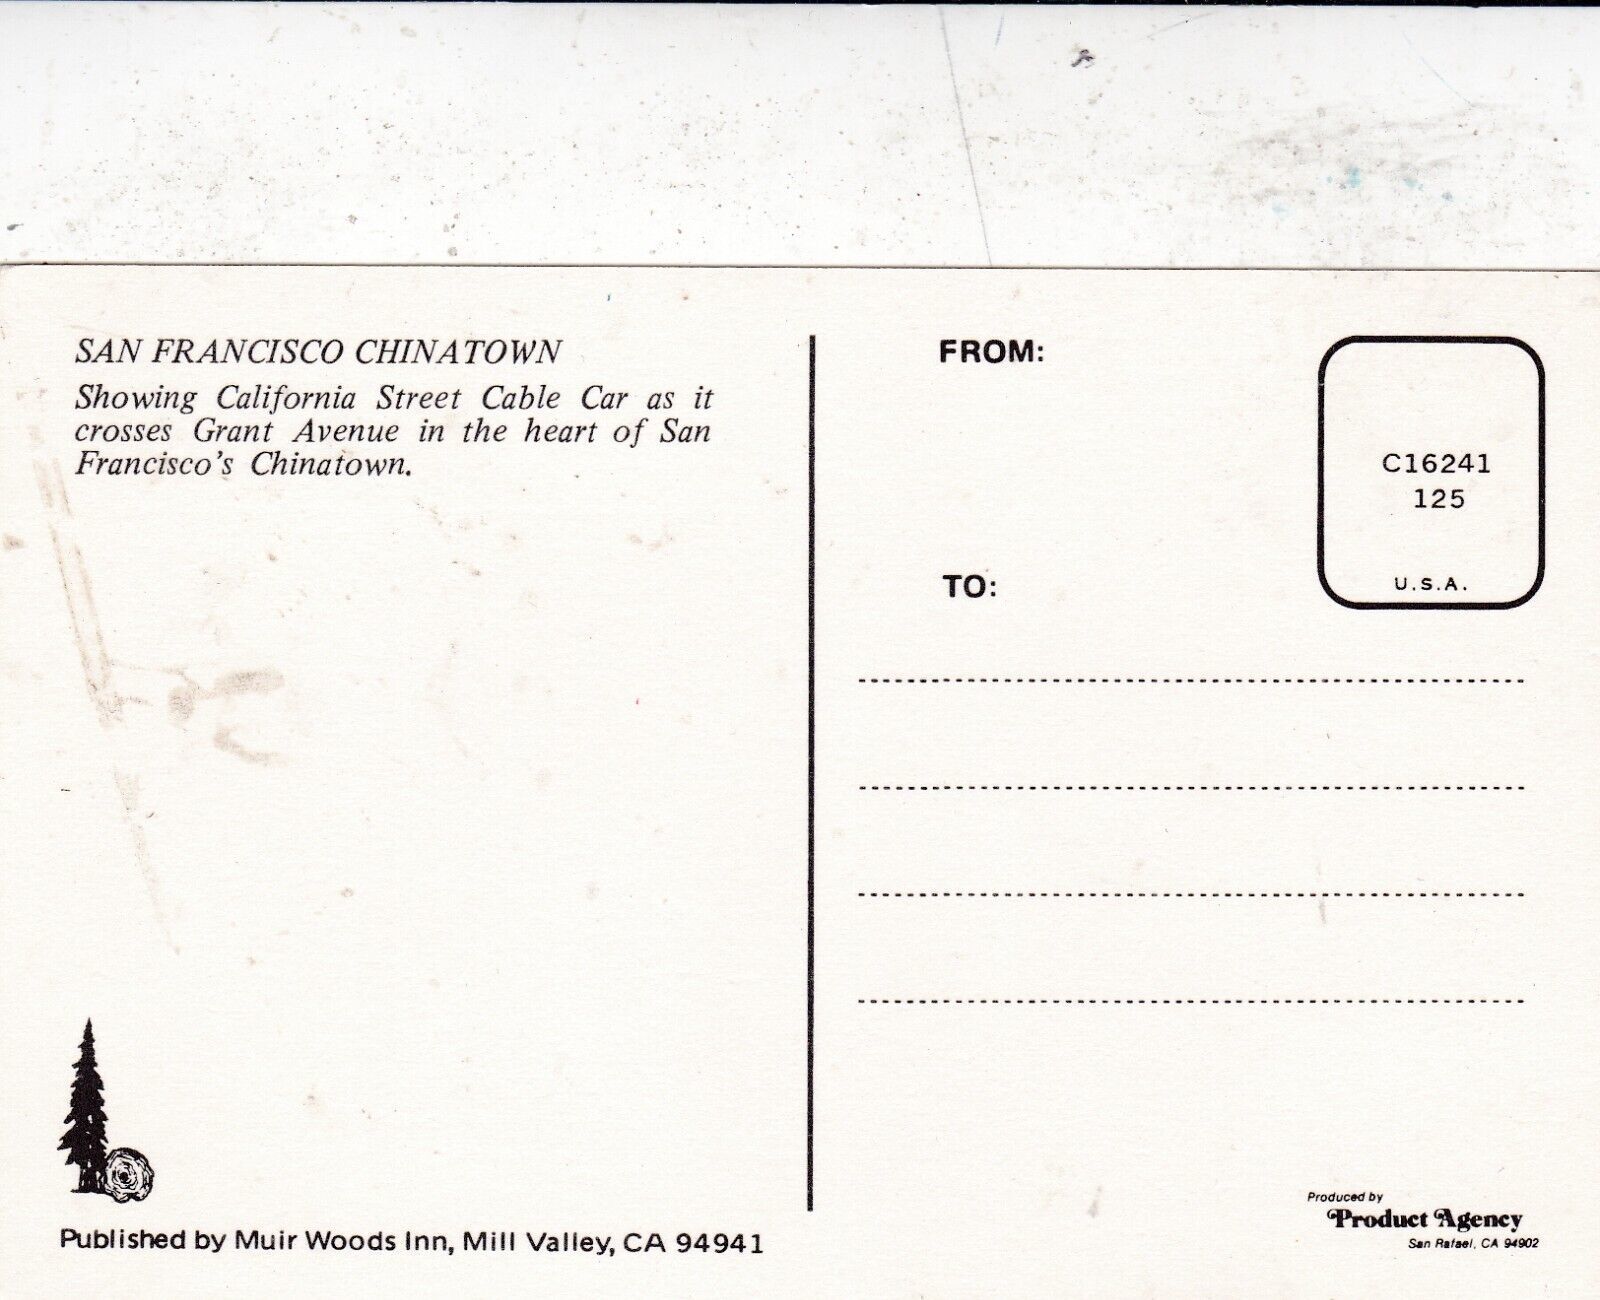 SAN FRANCISCO CHINATOWN
Showing California Street Cable Car as it
crosses Grant Avenue in the heart of San
Francisco's Chinatown.
Published by Muir Woods Inn, Mill Valley, CA 94941
FROM:
C16241
125
U.S.A.
TO:
Produced by
Product Agency
San Rafael, CA 94902